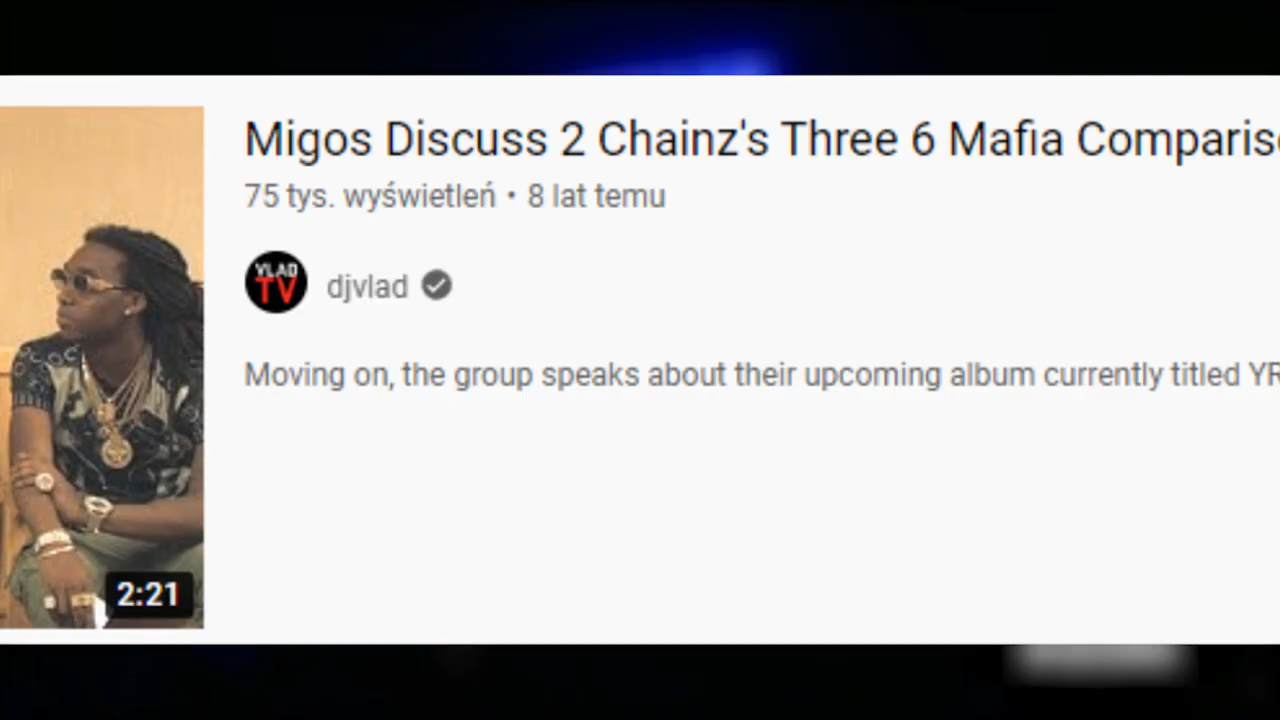 Migos Discuss 2 Chainz's Three 6 Mafia Comparis
75 tys. wyświetleń • 8 lat temu
VLAD
TV
djvlad
Moving on, the group speaks about their upcoming album currently titled YR
2:21